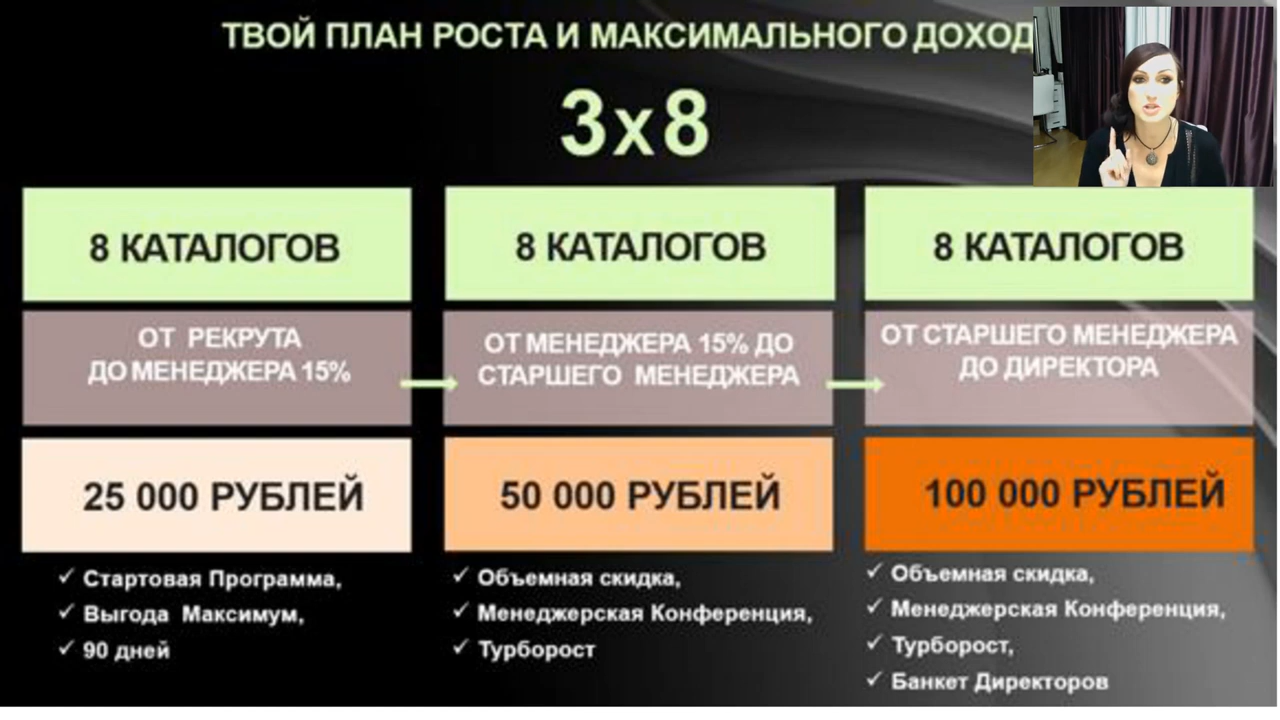 ТВОЙ ПЛАН РОСТА И МАКСИМАЛЬНОГО ДОХОД
3х8
8 КАТАЛОГОВ
ОТ РЕКРУТА
ДО МЕНЕДЖЕРА 15%
25 000 РУБЛЕЙ
✓ Стартовая Программа,
✓ Выгода Максимум,
✓ 90 дней
8 КАТАЛОГОВ
ОТ МЕНЕДЖЕРА 15% ДО
СТАРШЕГО МЕНЕДЖЕРА
50 000 РУБЛЕЙ
✓ Объемная скидка,
✓ Менеджерская Конференция,
✓ Турборост
8 КАТАЛОГОВ
ОТ СТАРШЕГО МЕНЕДЖЕРА
ДО ДИРЕКТОРА
100 000 РУБЛЕЙ
✓ Объемная скидка,
✓ Менеджерская Конференция,
✓ Турборост,
✓ Банкет Директоров